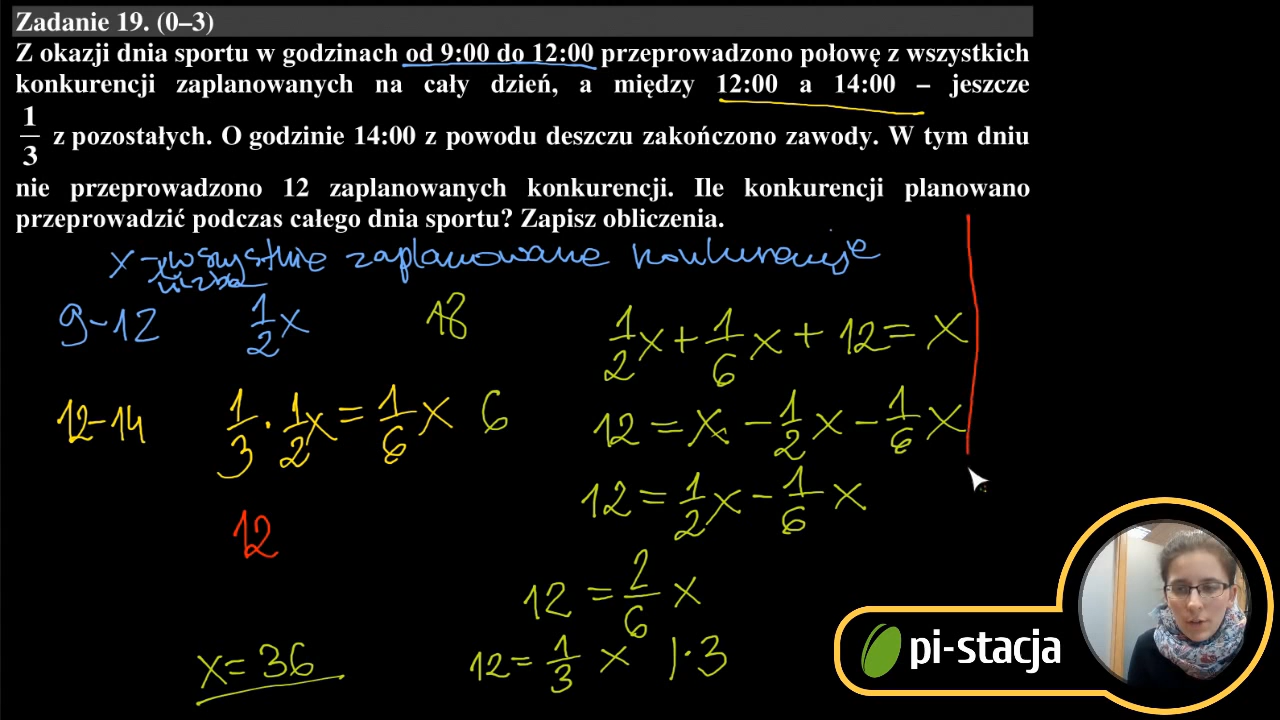 Zadanie 19. (0–3)
Z okazji dnia sportu w godzinach od 9:00 do 12:00 przeprowadzono połowę z wszystkich
konkurencji zaplanowanych na cały dzień, a między 12:00 a 14:00 – jeszcze
1/3 z pozostałych. O godzinie 14:00 z powodu deszczu zakończono zawody. W tym dniu
nie przeprowadzono 12 zaplanowanych konkurencji. Ile konkurencji planowano
przeprowadzić podczas całego dnia sportu? Zapisz obliczenia.
x – wszystkie zaplanowane konkurencje
liczba
9-12 1/2x 18
1/2x + 1/6x + 12 = x
12-14 1/3 · 1/2x = 1/6x 6
12 = x - 1/2x - 1/6x
12 = 1/2x - 1/6x
12
12 = 2/6x
12 = 1/3x |·3
x = 36
pi-stacja